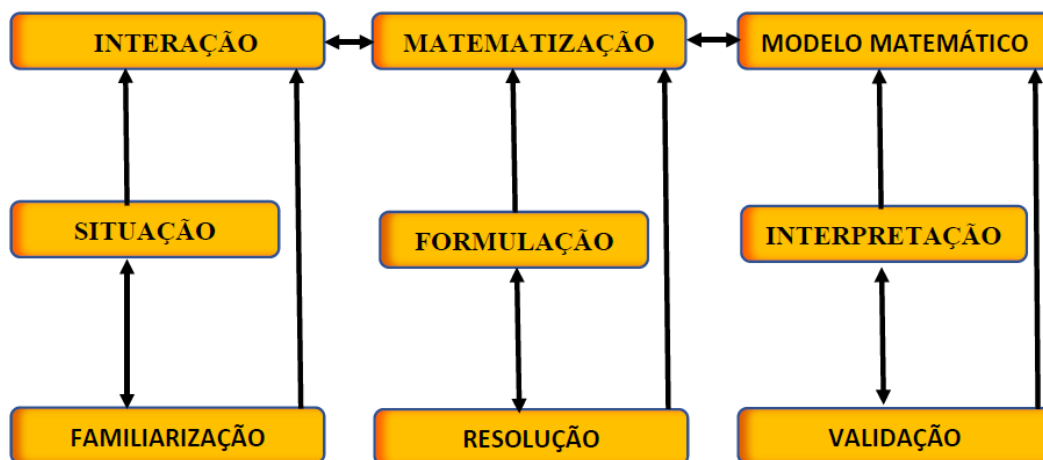 INTERAÇÃO
MATEMATIZAÇÃO
MODELO MATEMÁTICO
SITUAÇÃO
FORMULAÇÃO
INTERPRETAÇÃO
FAMILIARIZAÇÃO
RESOLUÇÃO
VALIDAÇÃO